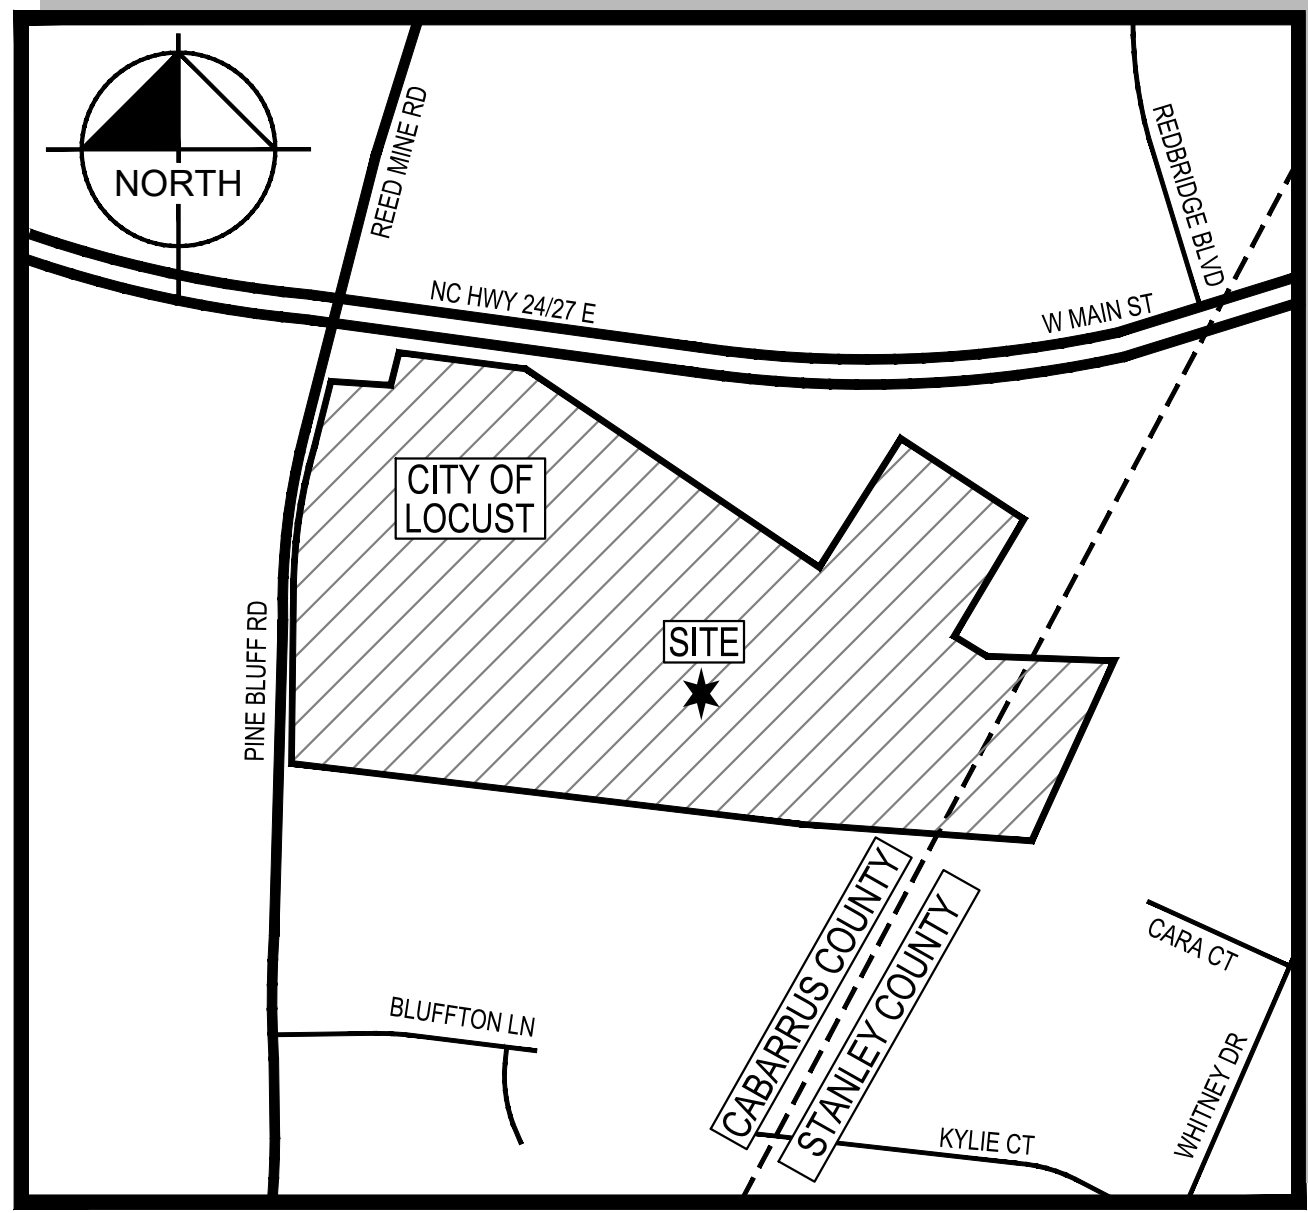 NORTH
REED MINE RD
REDBRIDGE BLVD
NC HWY 24/27 E
W MAIN ST
CITY OF
LOCUST
SITE
PINE BLUFF RD
CABARRUS COUNTY
STANLEY COUNTY
CARA CT
BLUFFTON LN
WHITNEY DR
KYLIE CT